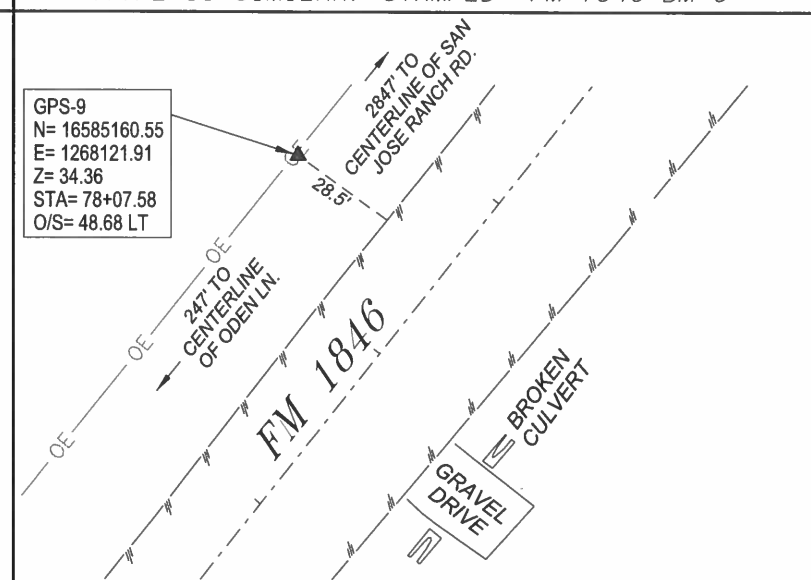 GPS-9
N= 16585160.55
E= 1268121.91
Z= 34.36
STA= 78+07.58
O/S= 48.68 LT
2847' TO
CENTERLINE OF SAN
JOSE RANCH RD.
28.5'
OE
OE
247' TO
CENTERLINE
OF ODEN LN.
OE
OE
FM 1846
BROKEN
CULVERT
GRAVEL
DRIVE